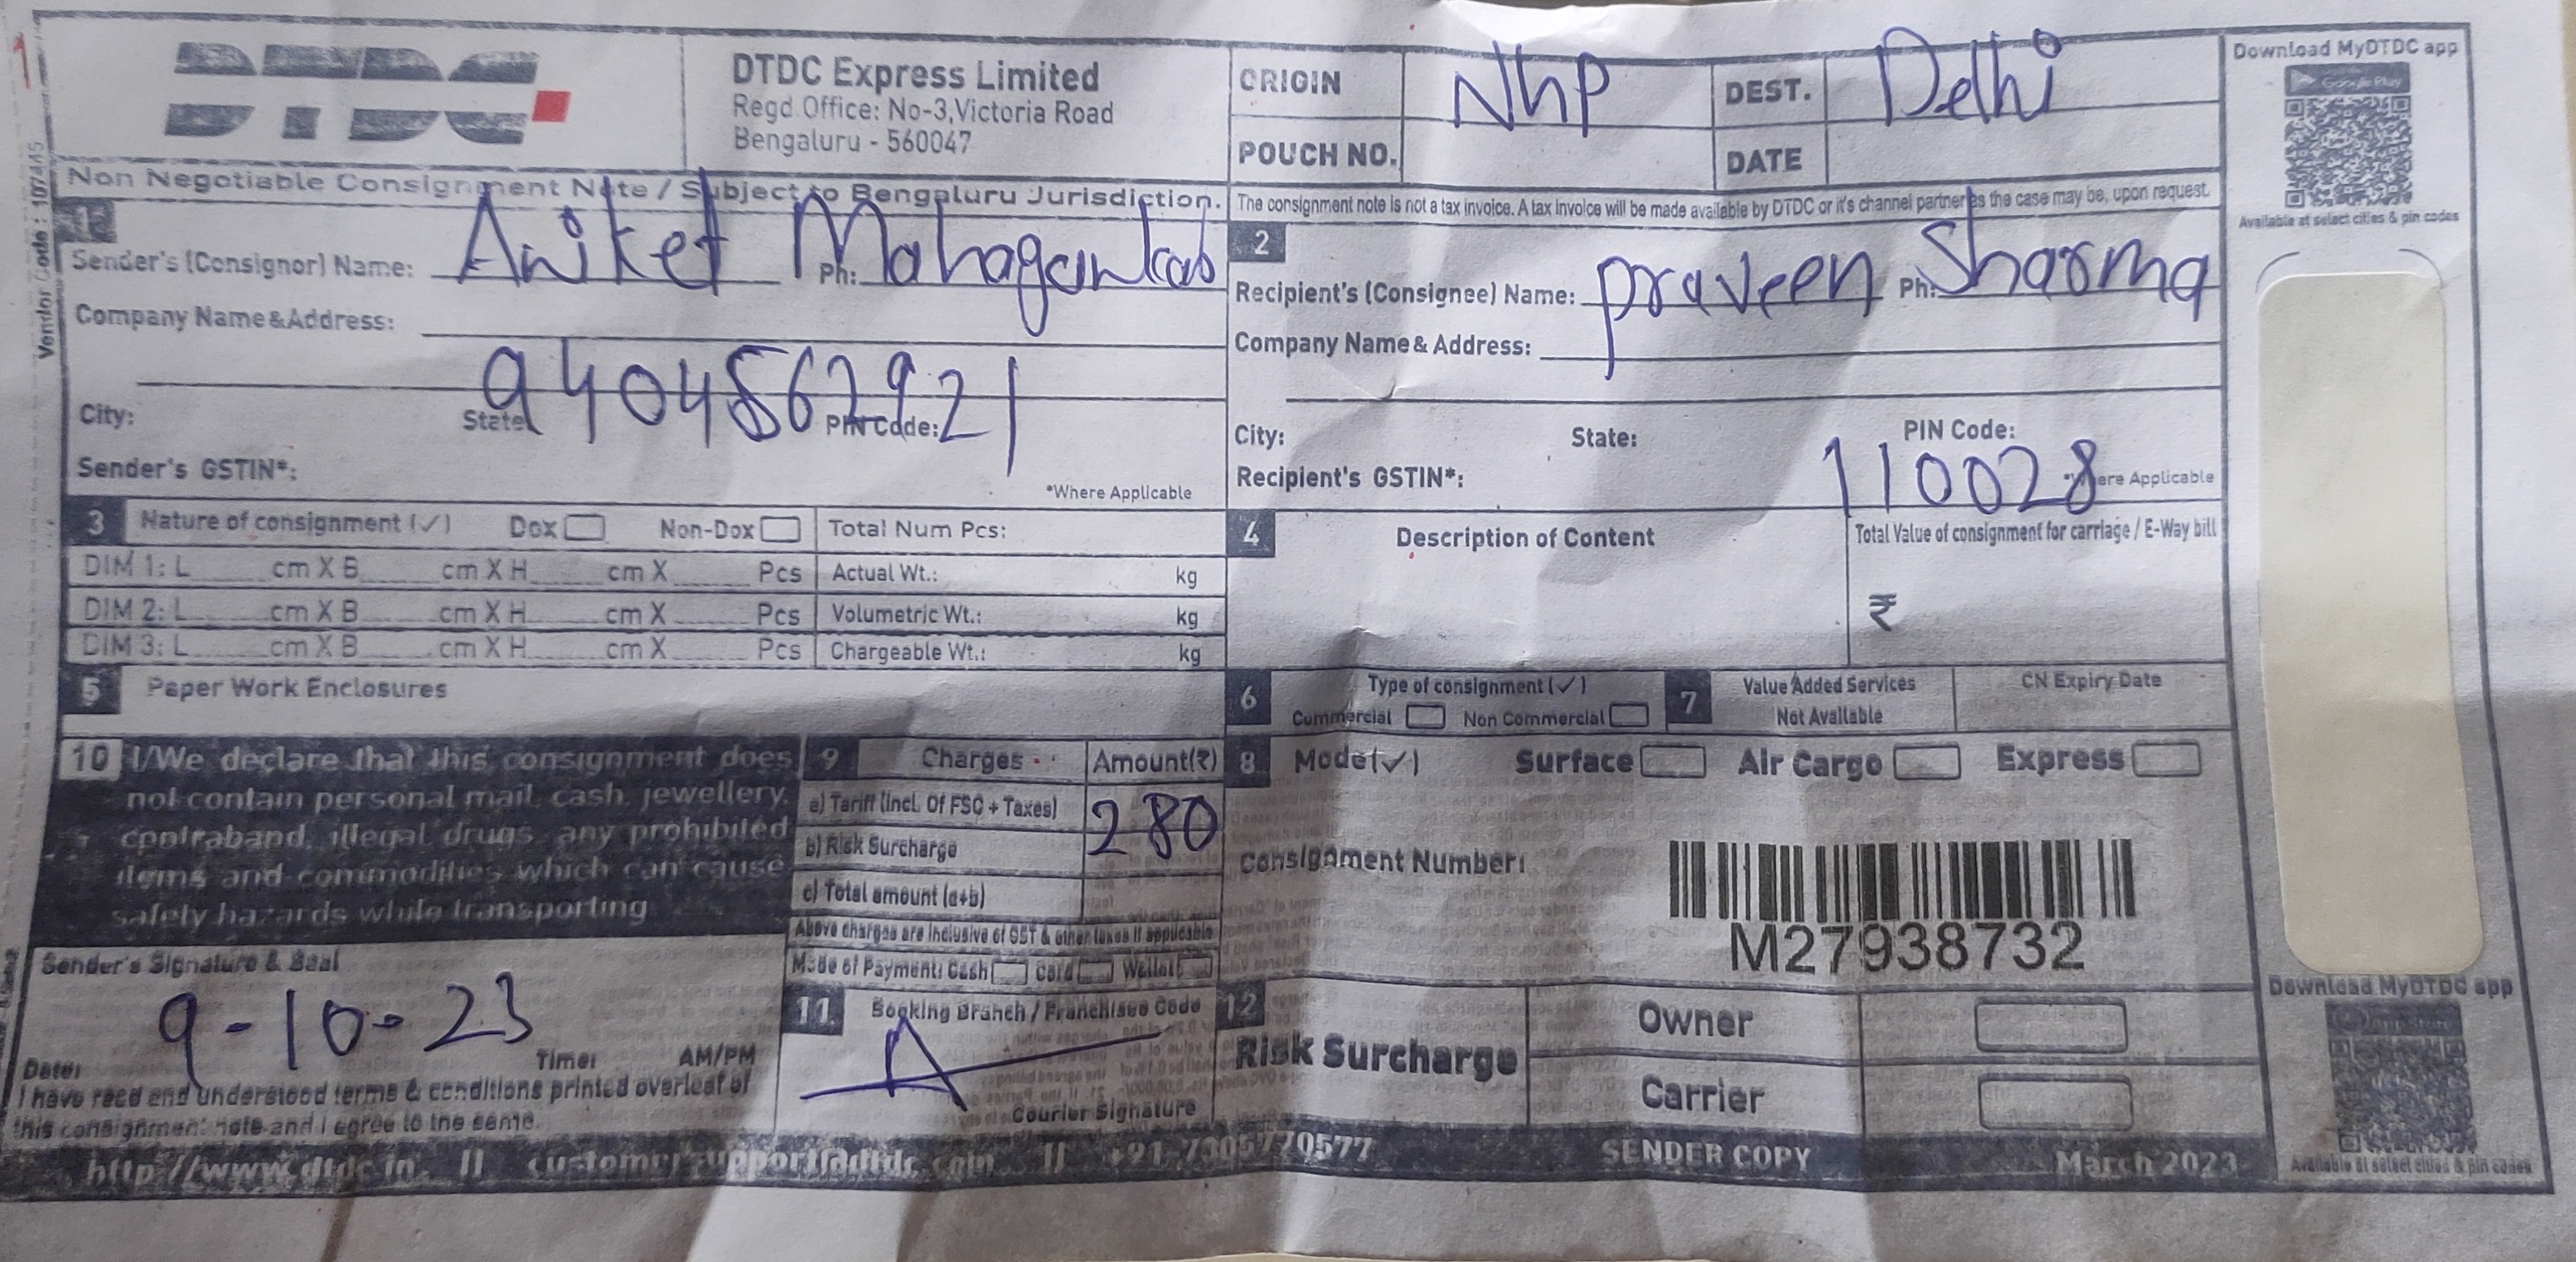 DTDC
DTDC Express Limited
Regd. Office: No-3,Victoria Road
Bengaluru - 560047
ORIGIN NhP DEST. Delhi
POUCH NO. DATE
Download MyDTDC app
Google Play
Available at select cities & pin codes
Non Negotiable Consignment Note / Subject to Bengaluru Jurisdiction.
The consignment note is not a tax invoice. A tax invoice will be made available by DTDC or it's channel partner as the case may be, upon request.
1
Sender's (Consignor) Name: Aniket Ph:
Company Name & Address:
9404862921
City: State: PIN Code:
Sender's GSTIN*:
*Where Applicable
2
Recipient's (Consignee) Name: praveen Ph: Sharma
Company Name & Address:
City: State: PIN Code:
110028
Recipient's GSTIN*: *Where Applicable
3 Nature of consignment (✓) Dox Non-Dox Total Num Pcs:
DIM 1: L cm X B cm X H cm X Pcs Actual Wt.: kg
DIM 2: L cm X B cm X H cm X Pcs Volumetric Wt.: kg
DIM 3: L cm X B cm X H cm X Pcs Chargeable Wt.: kg
4 Description of Content Total Value of consignment for carriage / E-Way bill
₹
5 Paper Work Enclosures
6 Type of consignment (✓)
Commercial Non Commercial
7 Value Added Services
Not Available
CN Expiry Date
10 I/We declare that this consignment does
not contain personal mail, cash, jewellery,
contraband, illegal drugs, any prohibited
items and commodities which can cause
safety hazards while transporting
9 Charges Amount(₹)
a) Tariff (incl. Of FSC + Taxes) 280
b) Risk Surcharge
c) Total amount (a+b)
Above charges are inclusive of GST & other taxes if applicable
Mode of Payment: Cash Card Wallet
8 Mode(✓) Surface Air Cargo Express
Consignment Number:
M27938732
Sender's Signature & Seal
9-10-23
Date: Time: AM/PM
I have read and understood terms & conditions printed overleaf of
this consignment note and I agree to the same.
11 Booking Branch / Franchisee Code
Courier Signature
12 Risk Surcharge
Owner
Carrier
Download MyDTDC app
App Store
Available at select cities & pin codes
http://www.dtdc.in || customersupport@dtdc.com || +91-7305770577 SENDER COPY March 2023